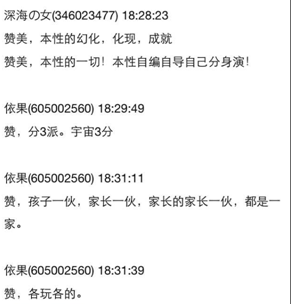 深海の女(346023477) 18:28:23
赞美，本性的幻化，化现，成就
赞美，本性的一切！本性自编自导自己分身演！
依果(605002560) 18:29:49
赞，分3派。宇宙3分
依果(605002560) 18:31:11
赞，孩子一伙，家长一伙，家长的家长一伙，都是一
家。
依果(605002560) 18:31:39
赞，各玩各的。